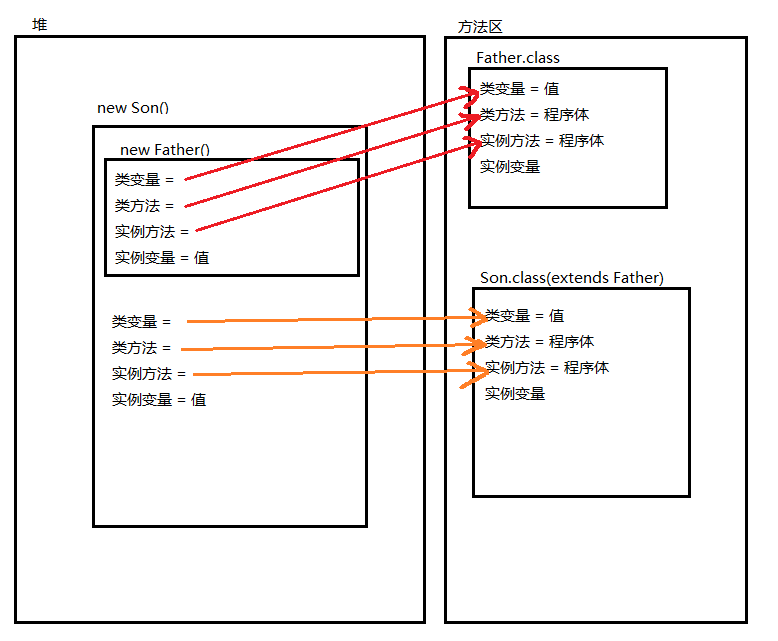 堆
new Son()
new Father()
类变量 =
类方法 =
实例方法 =
实例变量 = 值
类变量 =
类方法 =
实例方法 =
实例变量 = 值
方法区
Father.class
类变量 = 值
类方法 = 程序体
实例方法 = 程序体
实例变量
Son.class(extends Father)
类变量 = 值
类方法 = 程序体
实例方法 = 程序体
实例变量